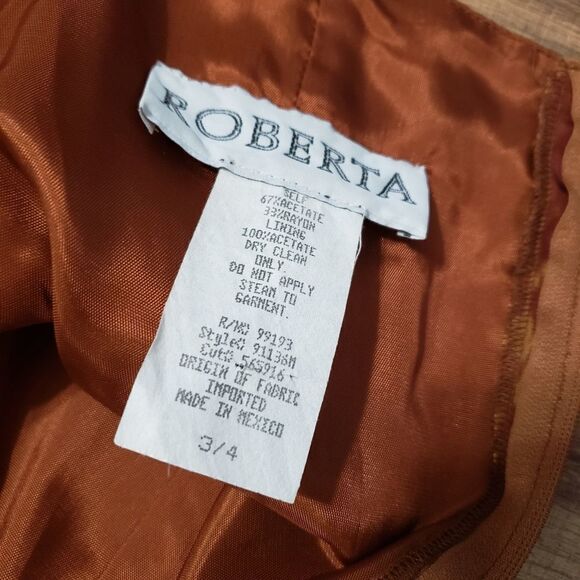 ROBERTA
SELF
67%ACETATE
33%RAYON
LINING
100%ACETATE
DRY CLEAN
ONLY.
DO NOT APPLY
STEAM TO
GARMENT.
R/N# 99193
Style# 91136M
Cut# 565916
ORIGIN OF FABRIC
IMPORTED
MADE IN MEXICO
3/4